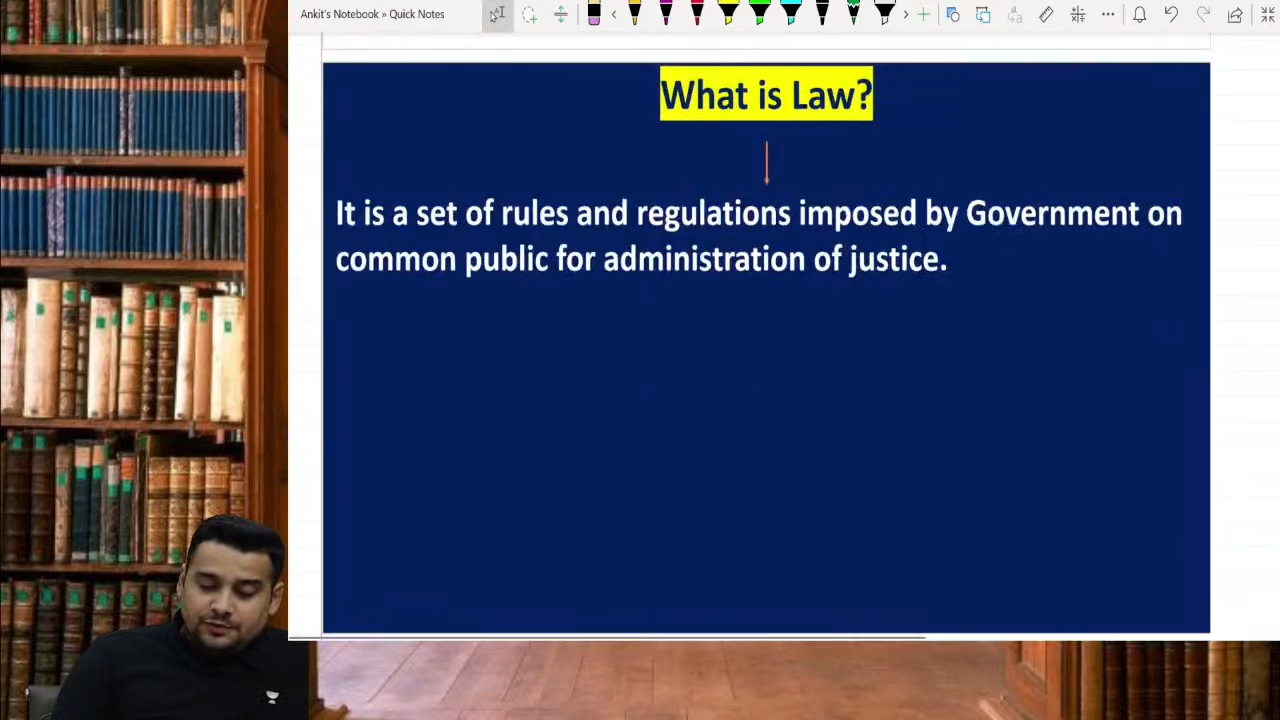 Ankit's Notebook » Quick Notes
What is Law?
It is a set of rules and regulations imposed by Government on
common public for administration of justice.